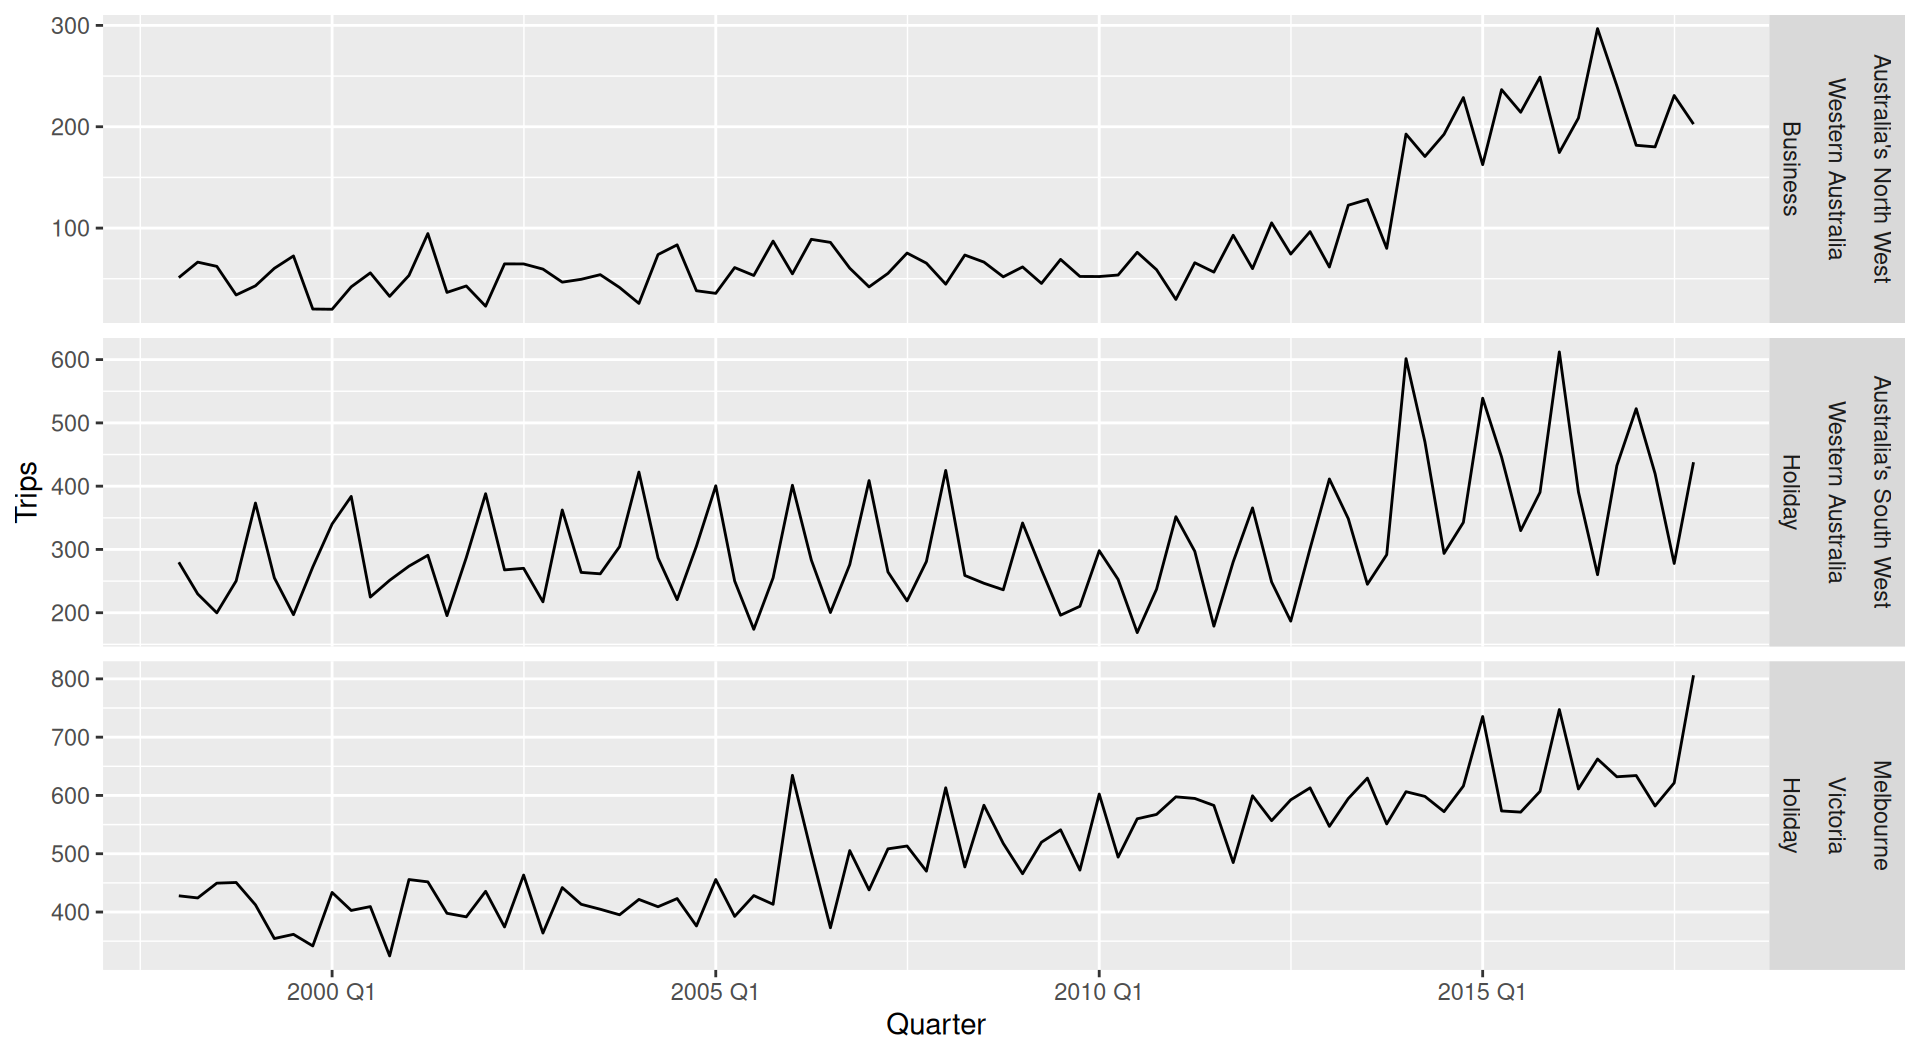 Trips
300
200
100
Australia's North West
Western Australia
Business
600
500
400
300
200
Australia's South West
Western Australia
Holiday
800
700
600
500
400
Melbourne
Victoria
Holiday
2000 Q1
2005 Q1
2010 Q1
2015 Q1
Quarter